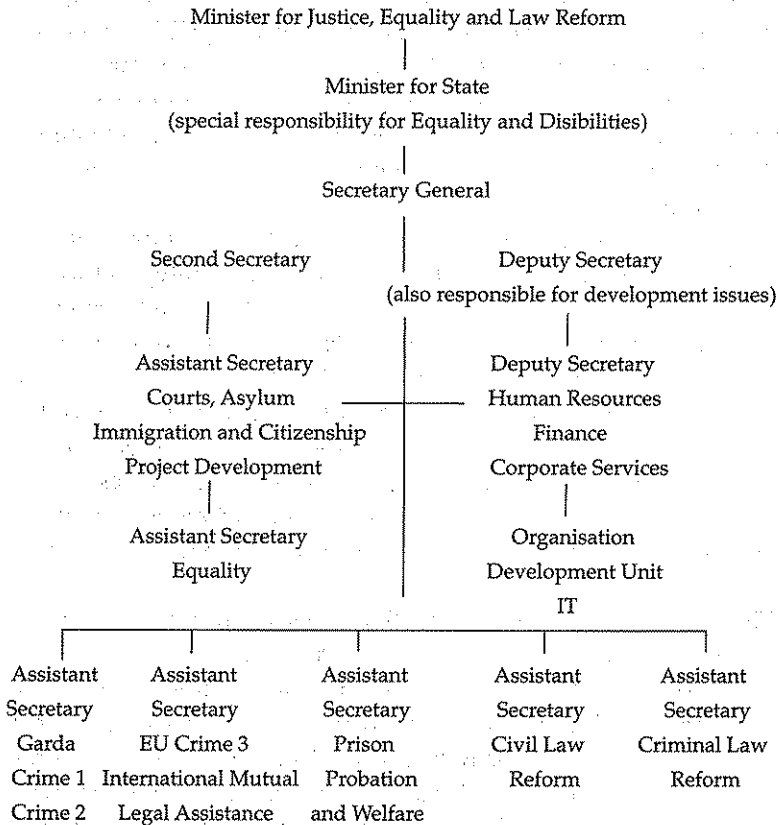 Minister for Justice, Equality and Law Reform
Minister for State
(special responsibility for Equality and Disibilities)
Secretary General
Second Secretary
Assistant Secretary
Courts, Asylum
Immigration and Citizenship
Project Development
Assistant Secretary
Equality
Deputy Secretary
(also responsible for development issues)
Deputy Secretary
Human Resources
Finance
Corporate Services
Organisation
Development Unit
IT
Assistant
Secretary
Garda
Crime 1
Crime 2
Assistant
Secretary
EU Crime 3
International Mutual
Legal Assistance
Assistant
Secretary
Prison
Probation
and Welfare
Assistant
Secretary
Civil Law
Reform
Assistant
Secretary
Criminal Law
Reform